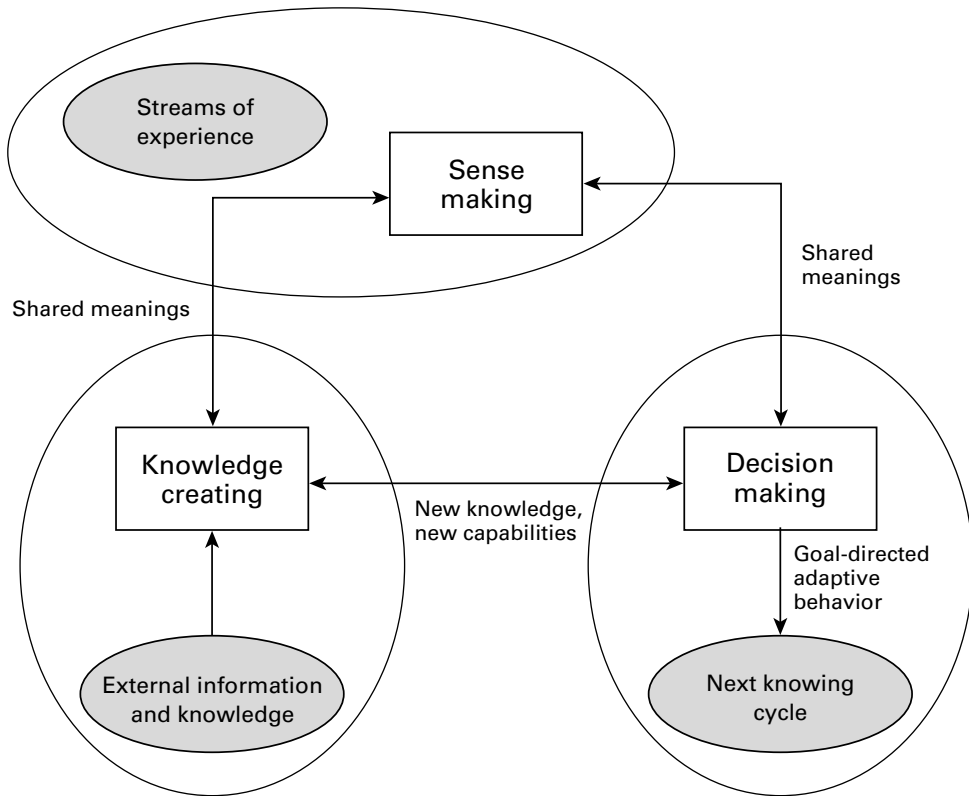 Streams of
experience
Sense
making
Shared
meanings
Shared meanings
Knowledge
creating
Decision
making
New knowledge,
new capabilities
Goal-directed
adaptive
behavior
External information
and knowledge
Next knowing
cycle